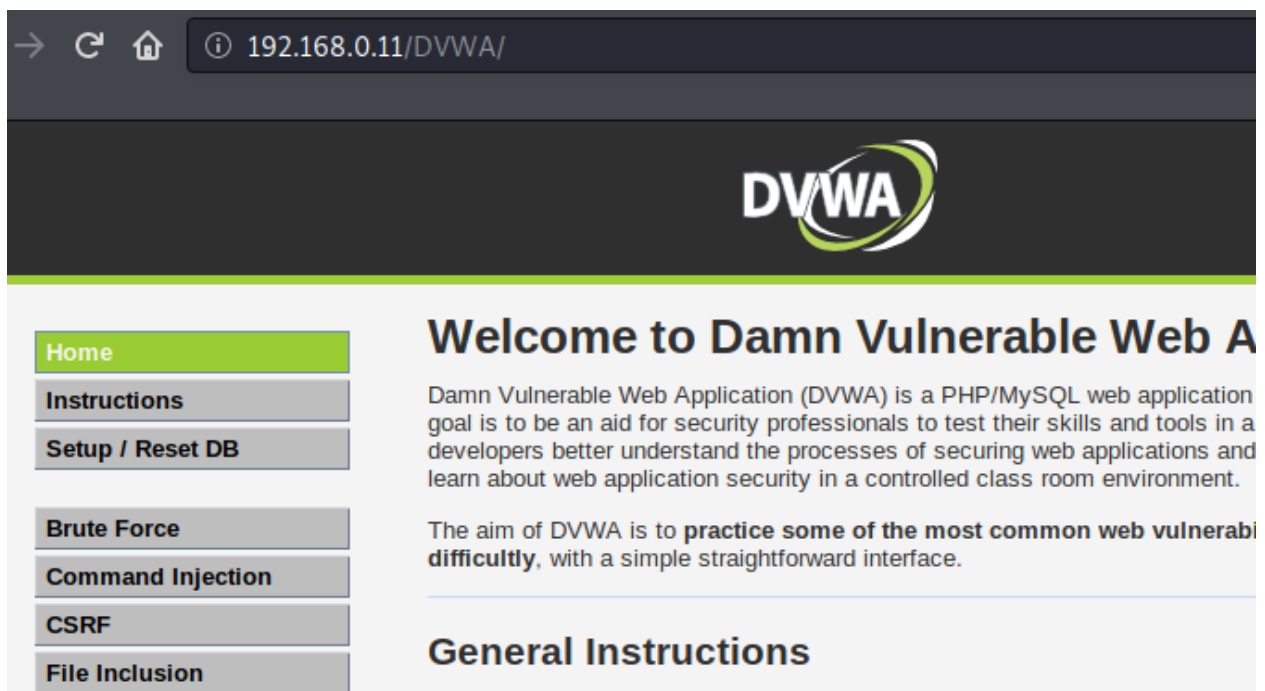 192.168.0.11/DVWA/
DVWA
Home
Instructions
Setup / Reset DB
Brute Force
Command Injection
CSRF
File Inclusion
Welcome to Damn Vulnerable Web A
Damn Vulnerable Web Application (DVWA) is a PHP/MySQL web application
goal is to be an aid for security professionals to test their skills and tools in a
developers better understand the processes of securing web applications and
learn about web application security in a controlled class room environment.
The aim of DVWA is to practice some of the most common web vulnerabi
difficultly, with a simple straightforward interface.
General Instructions